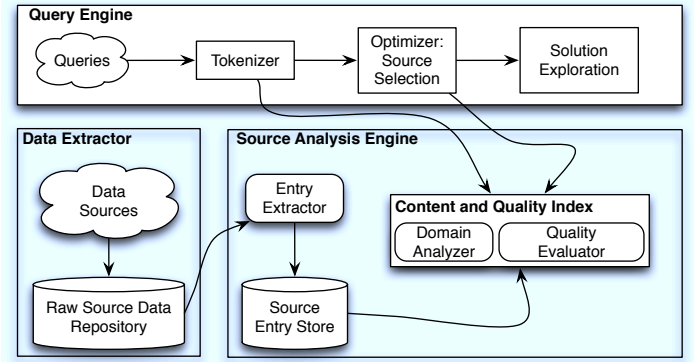 Query Engine
Queries
Tokenizer
Optimizer:
Source
Selection
Solution
Exploration
Data Extractor
Data
Sources
Raw Source Data
Repository
Source Analysis Engine
Entry
Extractor
Source
Entry Store
Content and Quality Index
Domain
Analyzer
Quality
Evaluator